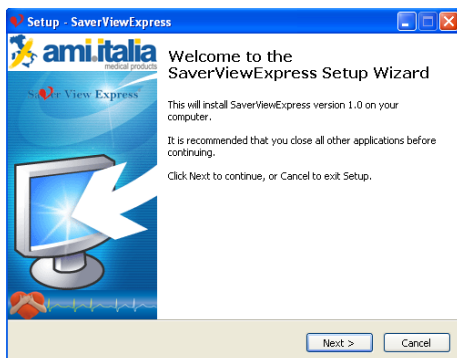 Setup - SaverViewExpress
ami.italia
medical products
Saver View Express
Welcome to the
SaverViewExpress Setup Wizard
This will install SaverViewExpress version 1.0 on your
computer.
It is recommended that you close all other applications before
continuing.
Click Next to continue, or Cancel to exit Setup.
Next >
Cancel